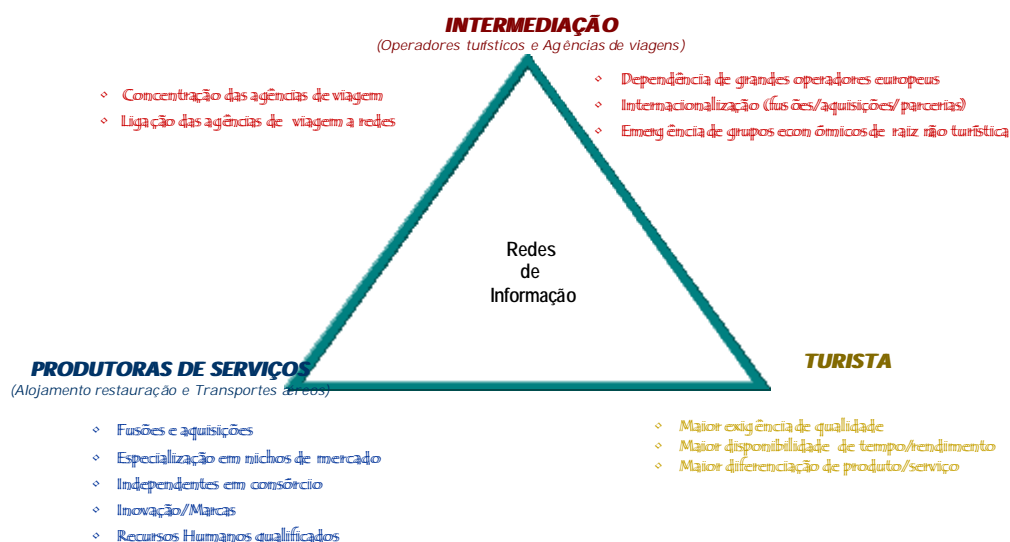 INTERMEDIAÇÃO
(Operadores turísticos e Agências de viagens)
◦ Concentração das agências de viagem
◦ Ligação das agências de viagem a redes
◦ Dependência de grandes operadores europeus
◦ Internacionalização (fusões/aquisições/parcerias)
◦ Emergência de grupos económicos de raiz não turística
Redes
de
Informação
PRODUTORAS DE SERVIÇOS
(Alojamento restauração e Transportes aéreos)
◦ Fusões e aquisições
◦ Especialização em nichos de mercado
◦ Independentes em consórcio
◦ Inovação/Marcas
◦ Recursos Humanos qualificados
TURISTA
◦ Maior exigência de qualidade
◦ Maior disponibilidade de tempo/rendimento
◦ Maior diferenciação de produto/serviço